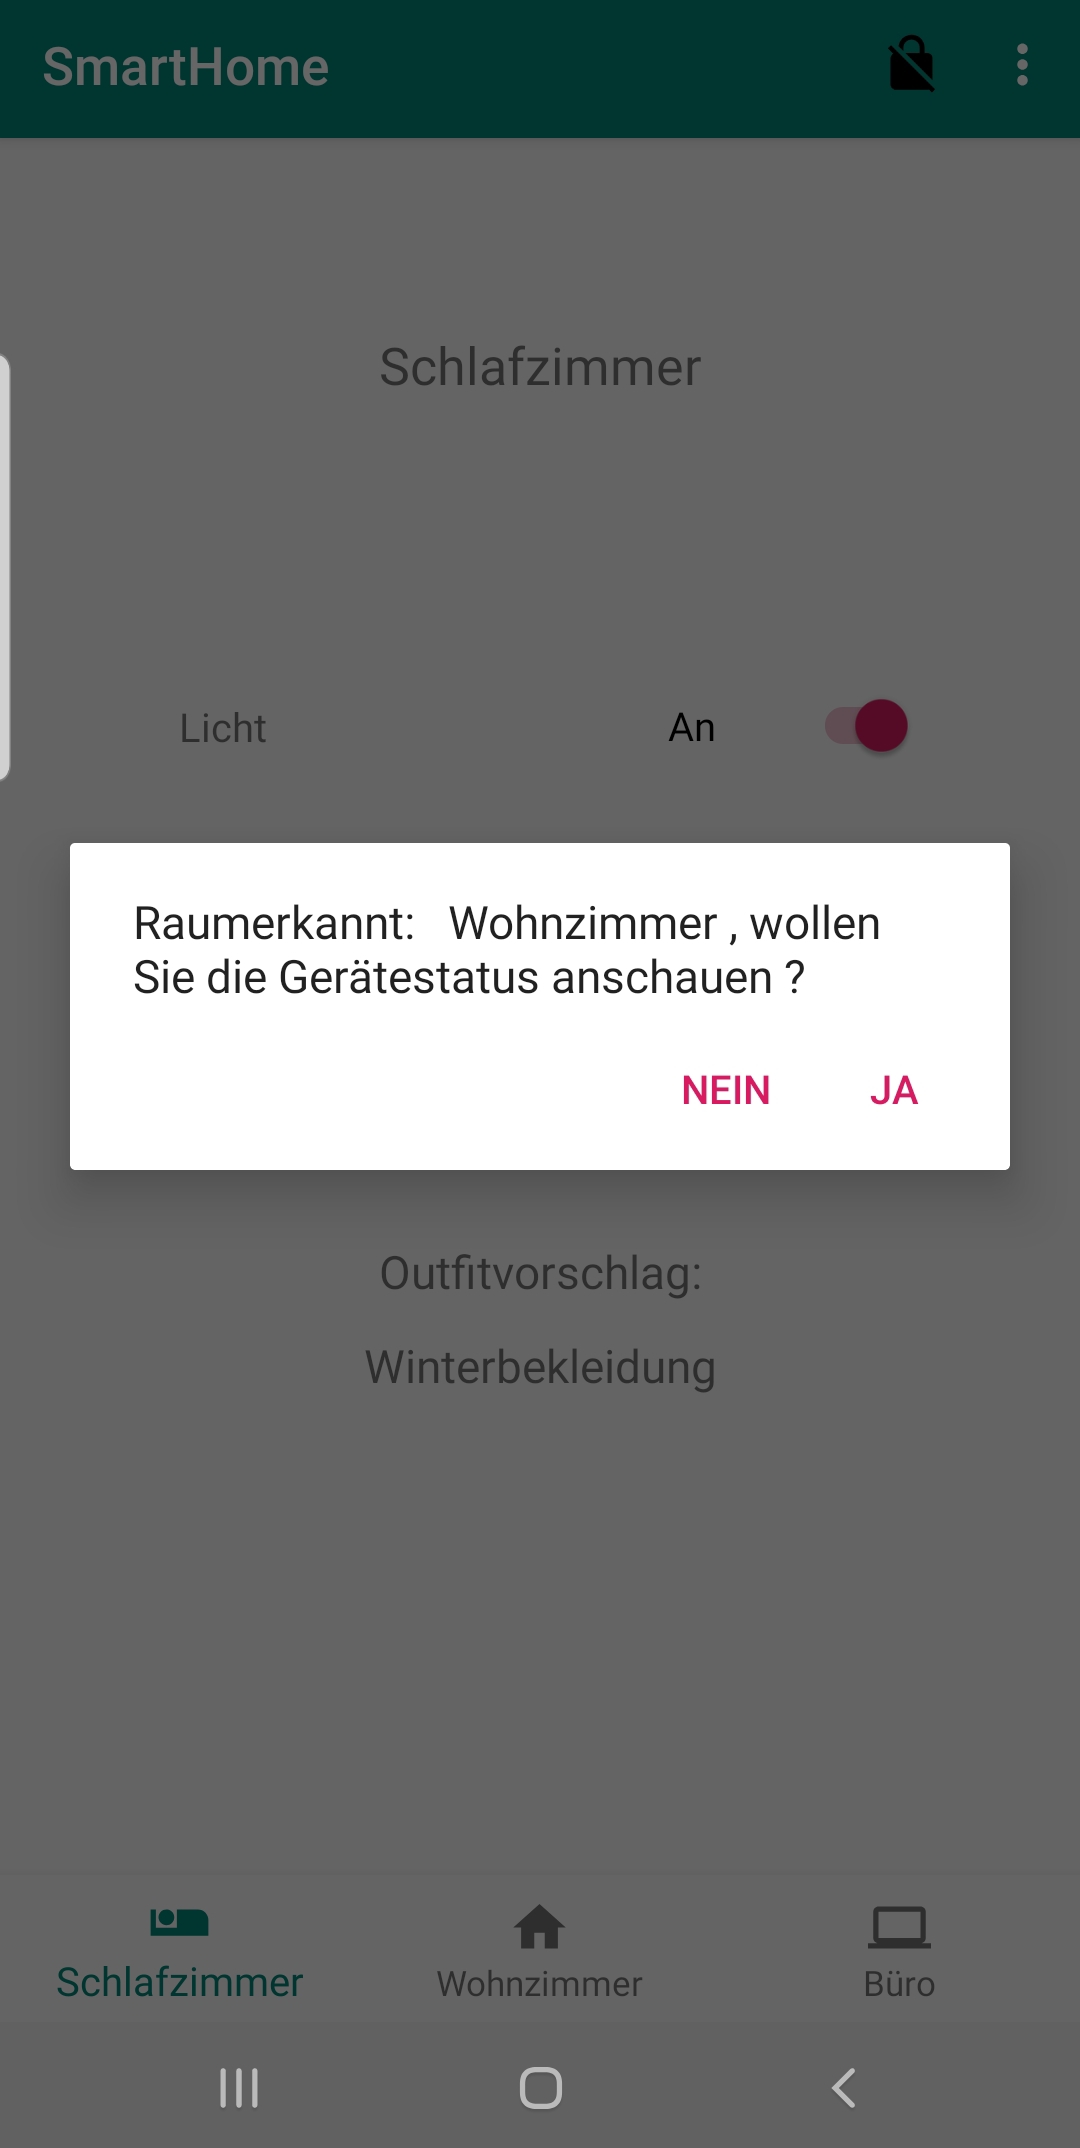 SmartHome
Schlafzimmer
Licht An
Raumerkannt:   Wohnzimmer , wollen
Sie die Gerätestatus anschauen ?
NEIN JA
Outfitvorschlag:
Winterbekleidung
Schlafzimmer Wohnzimmer Büro